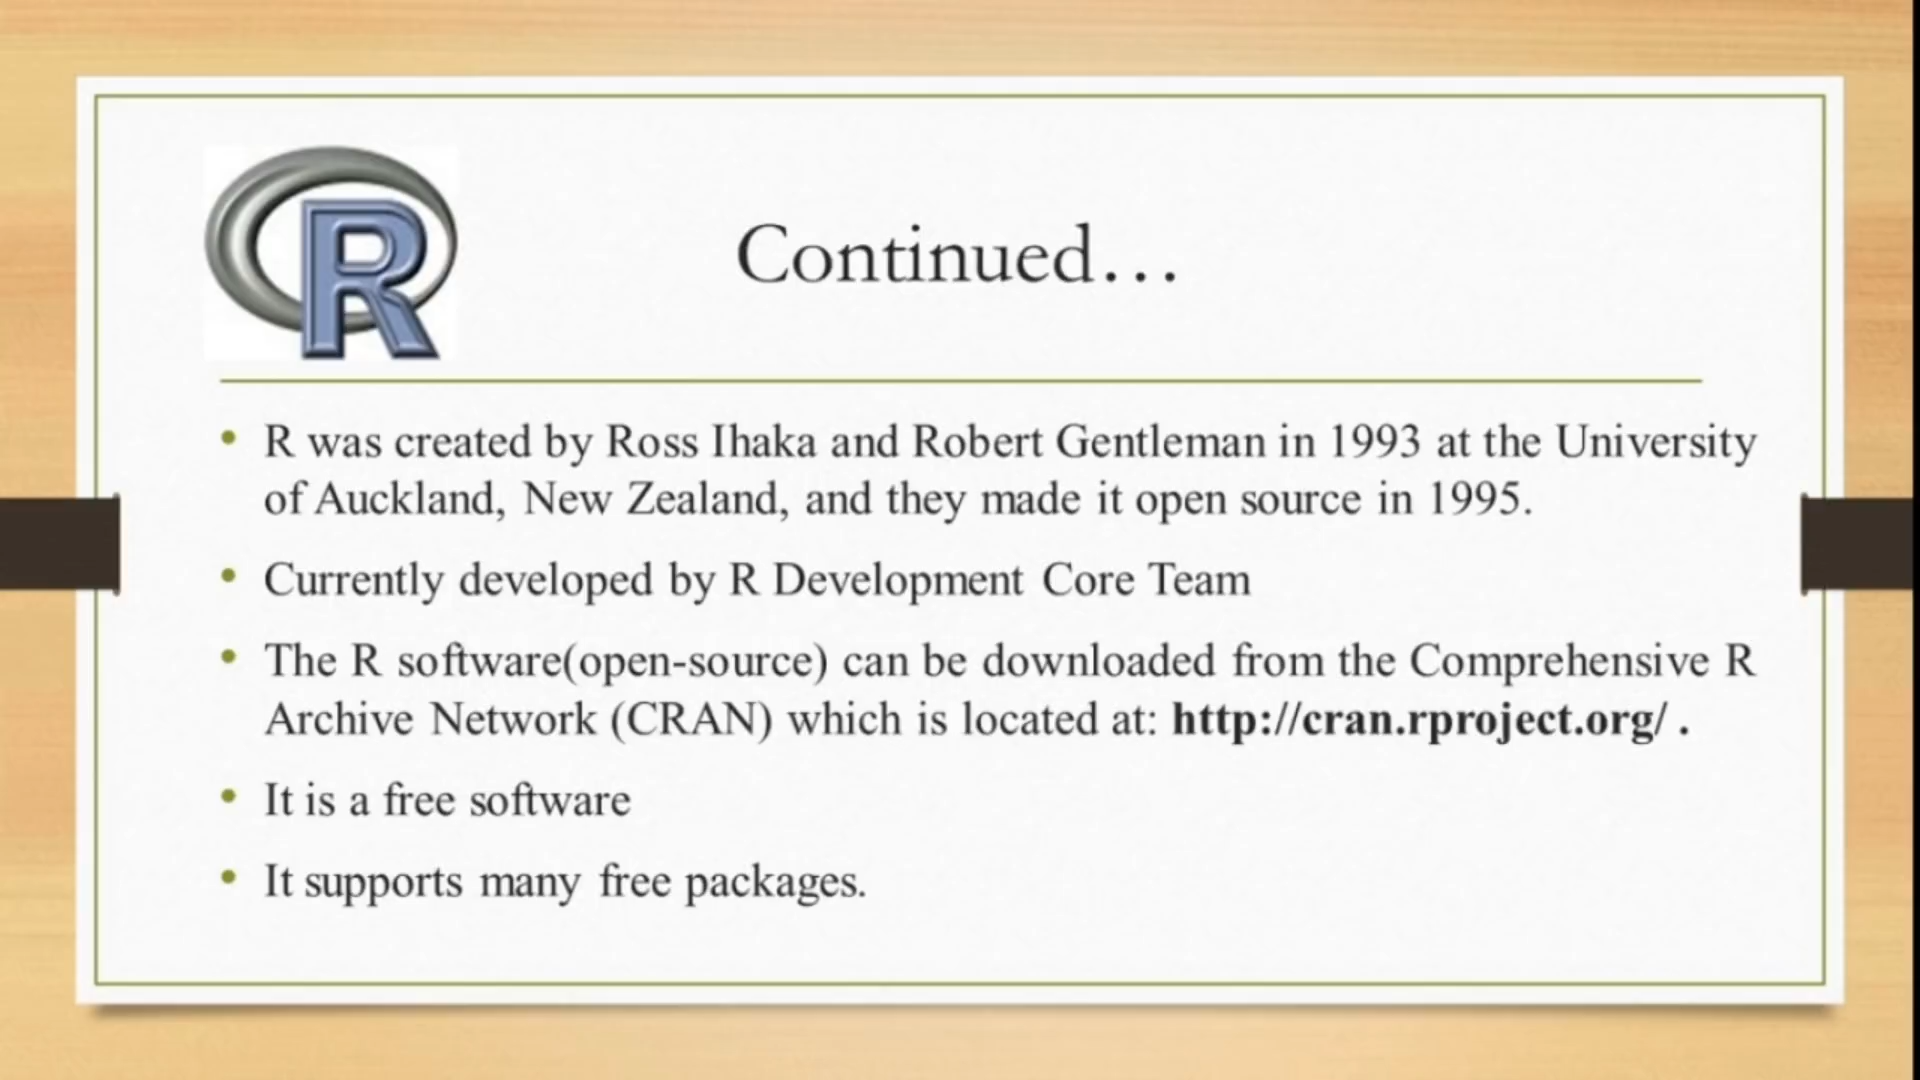 R
Continued…
• R was created by Ross Ihaka and Robert Gentleman in 1993 at the University
of Auckland, New Zealand, and they made it open source in 1995.
• Currently developed by R Development Core Team
• The R software(open-source) can be downloaded from the Comprehensive R
Archive Network (CRAN) which is located at: http://cran.rproject.org/ .
• It is a free software
• It supports many free packages.